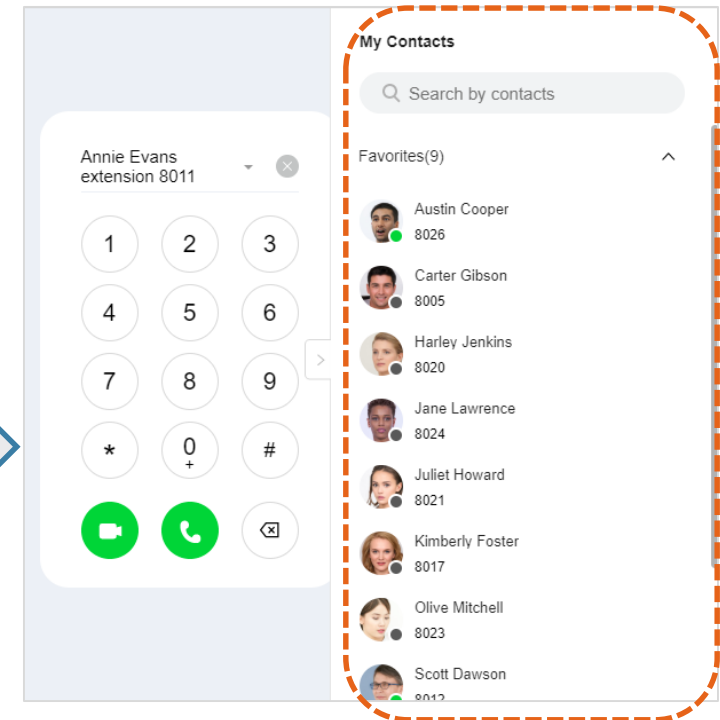 Annie Evans
extension 8011
1 2 3
4 5 6
7 8 9
* 0 #
+
My Contacts
Search by contacts
Favorites(9)
Austin Cooper
8026
Carter Gibson
8005
Harley Jenkins
8020
Jane Lawrence
8024
Juliet Howard
8021
Kimberly Foster
8017
Olive Mitchell
8023
Scott Dawson
8012